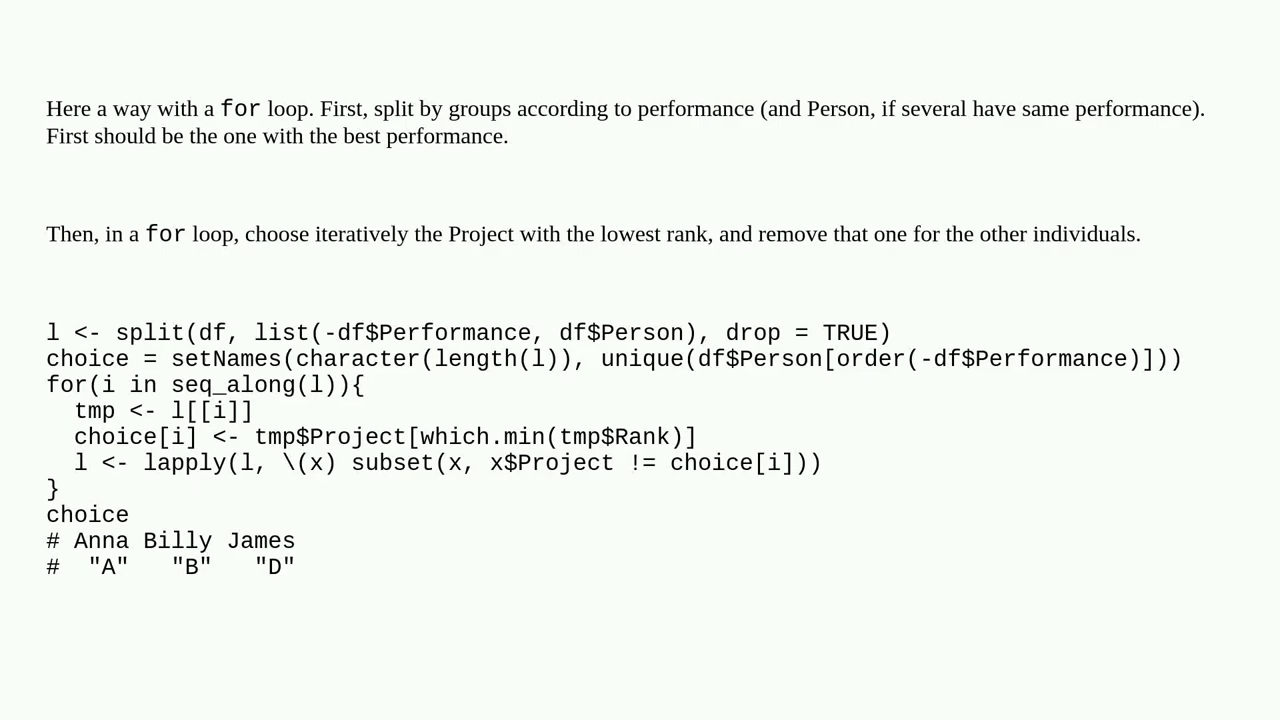 Here a way with a for loop. First, split by groups according to performance (and Person, if several have same performance).
First should be the one with the best performance.
Then, in a for loop, choose iteratively the Project with the lowest rank, and remove that one for the other individuals.
l <- split(df, list(-df$Performance, df$Person), drop = TRUE)
choice = setNames(character(length(l)), unique(df$Person[order(-df$Performance)]))
for(i in seq_along(l)){
  tmp <- l[[i]]
  choice[i] <- tmp$Project[which.min(tmp$Rank)]
  l <- lapply(l, \(x) subset(x, x$Project != choice[i]))
}
choice
# Anna Billy James
#  "A"   "B"   "D"